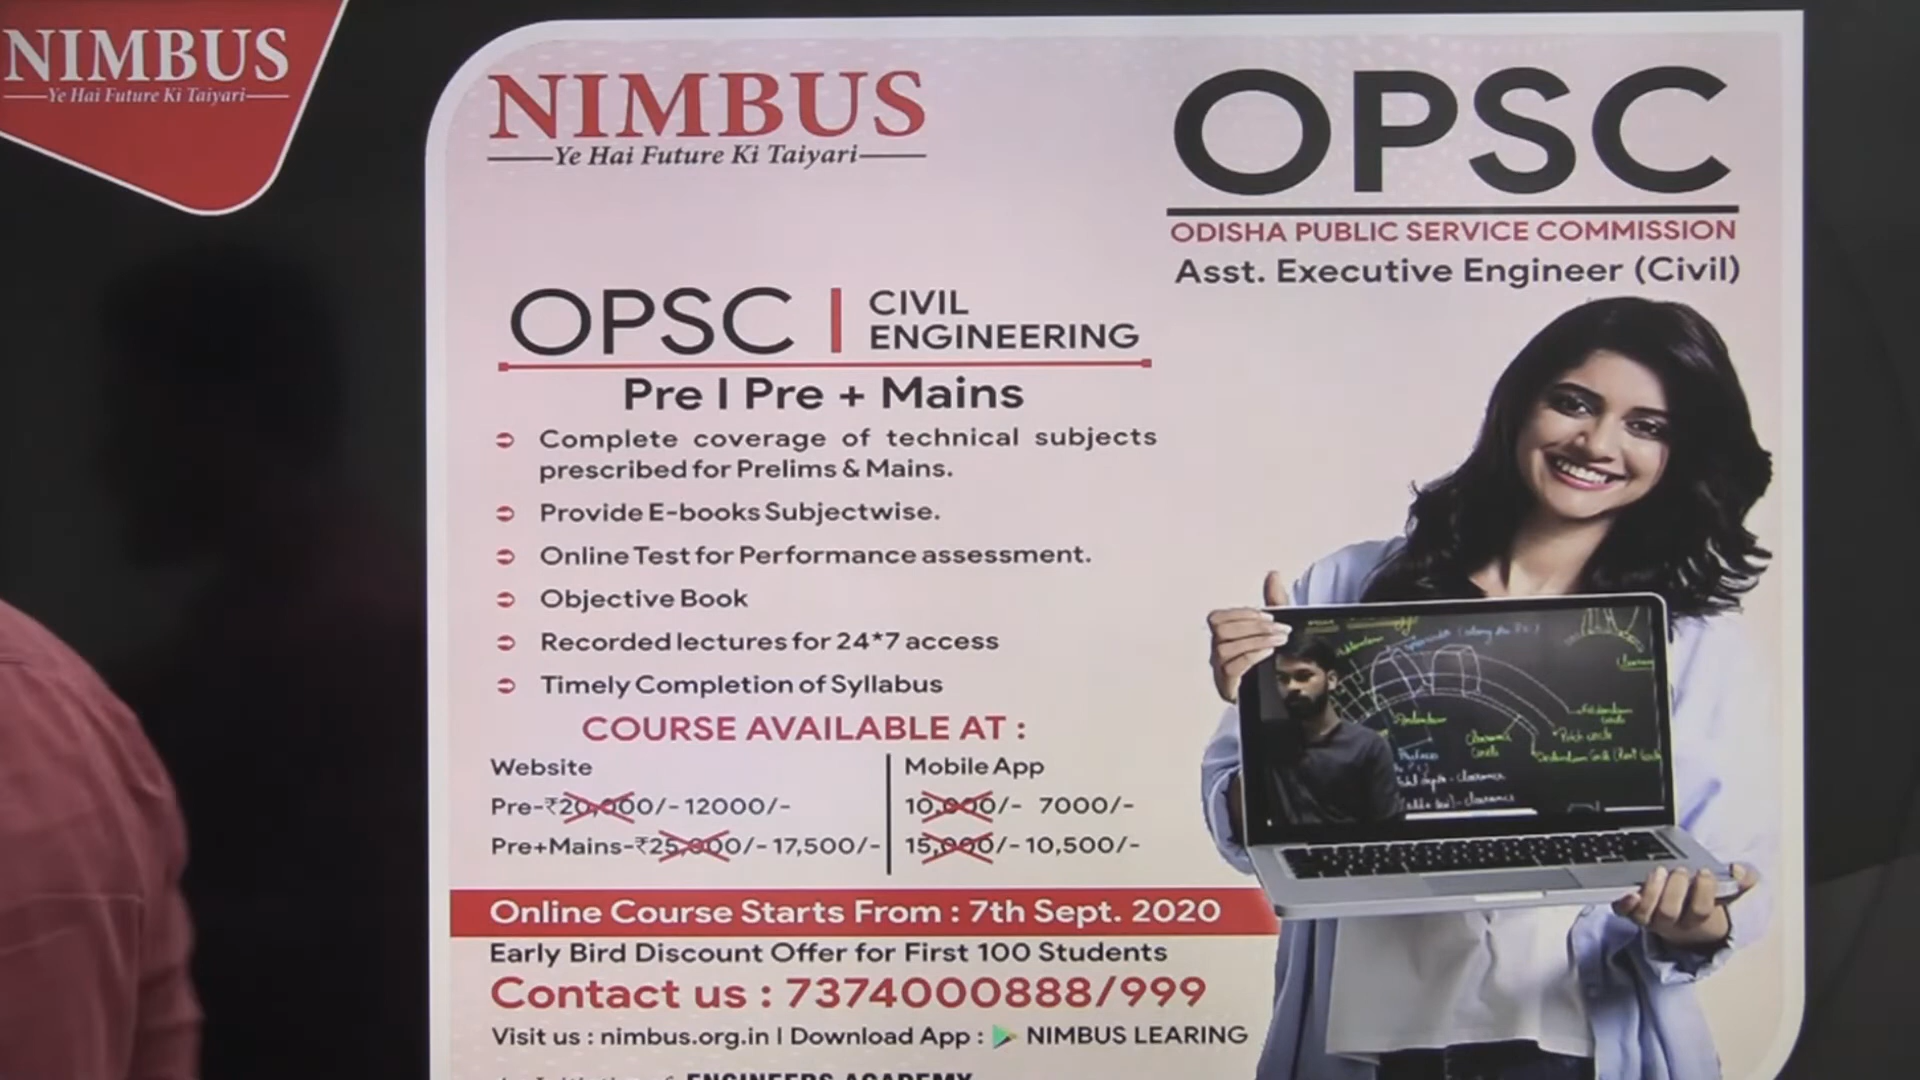 NIMBUS
Ye Hai Future Ki Taiyari
NIMBUS
Ye Hai Future Ki Taiyari
OPSC
ODISHA PUBLIC SERVICE COMMISSION
Asst. Executive Engineer (Civil)
OPSC | CIVIL ENGINEERING
Pre | Pre + Mains
Complete coverage of technical subjects
prescribed for Prelims & Mains.
Provide E-books Subjectwise.
Online Test for Performance assessment.
Objective Book
Recorded lectures for 24*7 access
Timely Completion of Syllabus
COURSE AVAILABLE AT :
Website
Pre-₹20,000/- 12000/-
Pre+Mains-₹25,000/- 17,500/-
Mobile App
10,000/- 7000/-
15,000/- 10,500/-
Online Course Starts From : 7th Sept. 2020
Early Bird Discount Offer for First 100 Students
Contact us : 7374000888/999
Visit us : nimbus.org.in | Download App : NIMBUS LEARING
ENGINEERS ACADEMY